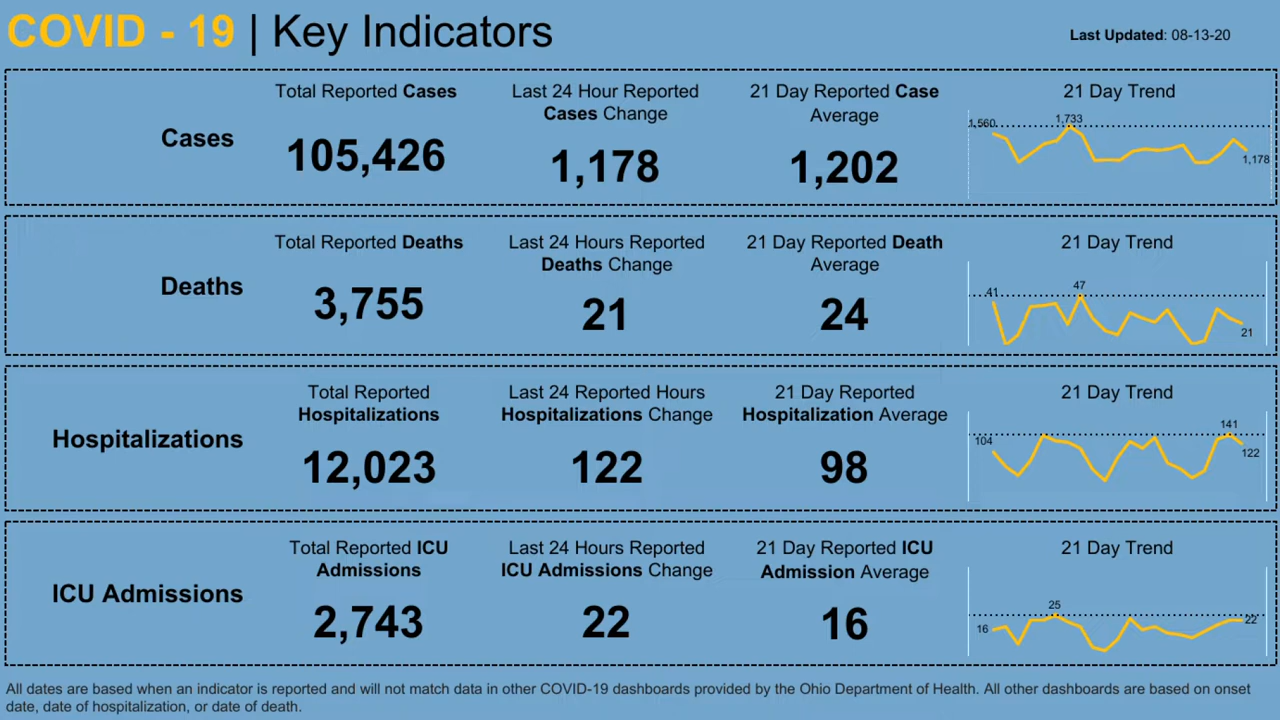 COVID - 19 | Key Indicators
Last Updated: 08-13-20
Cases
Total Reported Cases
105,426
Last 24 Hour Reported
Cases Change
1,178
21 Day Reported Case
Average
1,202
21 Day Trend
1,560
1,733
1,178
Deaths
Total Reported Deaths
3,755
Last 24 Hours Reported
Deaths Change
21
21 Day Reported Death
Average
24
21 Day Trend
41
47
21
Hospitalizations
Total Reported
Hospitalizations
12,023
Last 24 Reported Hours
Hospitalizations Change
122
21 Day Reported
Hospitalization Average
98
21 Day Trend
104
141
122
ICU Admissions
Total Reported ICU
Admissions
2,743
Last 24 Hours Reported
ICU Admissions Change
22
21 Day Reported ICU
Admission Average
16
21 Day Trend
16
25
22
All dates are based when an indicator is reported and will not match data in other COVID-19 dashboards provided by the Ohio Department of Health. All other dashboards are based on onset
date, date of hospitalization, or date of death.